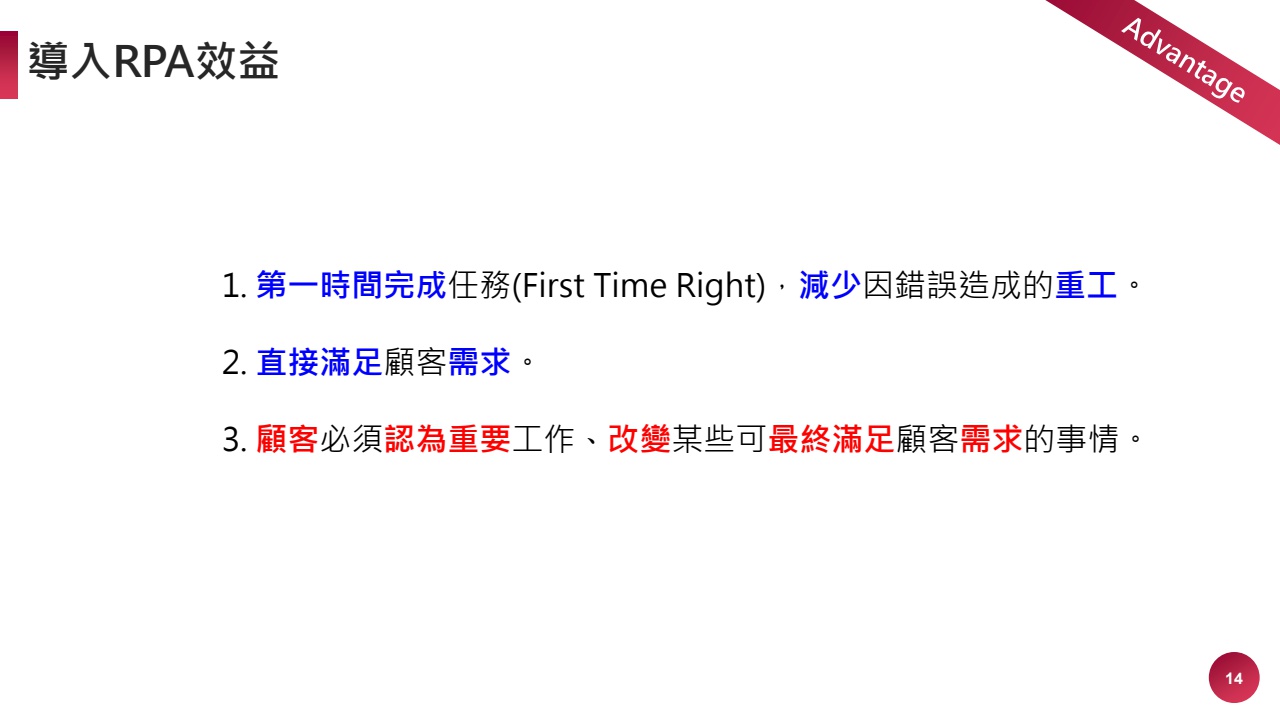 導入RPA效益
Advantage
1. 第一時間完成任務(First Time Right)，減少因錯誤造成的重工。
2. 直接滿足顧客需求。
3. 顧客必須認為重要工作、改變某些可最終滿足顧客需求的事情。
14